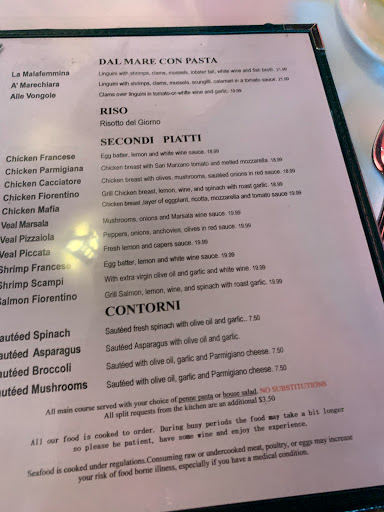 DAL MARE CON PASTA
La Malafemmina Linguini with shrimps, clams, mussels, lobster tail, white wine and fish broth. 21.99
A' Marechiara Linguini with shrimps, clams, mussels, scungilli, calamari in a tomato sauce. 21.99
Alle Vongole Clams over linguini in tomato-or-white wine and garlic. 19.99
RISO
Risotto del Giorno
SECONDI PIATTI
Chicken Francese Egg batter, lemon and white wine sauce. 18.99
Chicken Parmigiana Chicken breast with San Marzano tomato and melted mozzarella. 18.99
Chicken Cacciatore Chicken breast with olives, mushrooms, sautéed onions in red sauce. 18.99
Chicken Fiorentino Grill Chicken breast, lemon, wine, and spinach with roast garlic. 18.99
Chicken Mafia Chicken breast ,layer of eggplant, ricotta, mozzarella and tomato sauce 19.99
Veal Marsala Mushrooms, onions and Marsala wine sauce. 19.99
Veal Pizzaiola Peppers, onions, anchovies, olives in red sauce. 19.99
Veal Piccata Fresh lemon and capers sauce. 19.99
Shrimp Francese Egg batter, lemon and white wine sauce. 19.99
Shrimp Scampi With extra virgin olive oil and garlic and white wine. 19.99
Salmon Fiorentino Grill Salmon, lemon, wine, and spinach with roast garlic. 19.99
CONTORNI
Sautéed Spinach Sautéed fresh spinach with olive oil and garlic.. 7.50
Sautéed Asparagus Sautéed Asparagus with olive oil and garlic.
Sautéed Broccoli Sautéed with olive oil, garlic and Parmigiano cheese. 7.50
Sautéed Mushrooms Sautéed with olive oil, garlic and Parmigiano cheese. 7.50
All main course served with your choice of penne pasta or house salad. NO SUBSTITUTIONS
All split requests from the kitchen are an additional $3.50
All our food is cooked to order. During busy periods the food may take a bit longer
so please be patient, have some wine and enjoy the experience.
Seafood is cooked under regulations.Consuming raw or undercooked meat, poultry, or eggs may increase
your risk of food borne illness, especially if you have a medical condition.